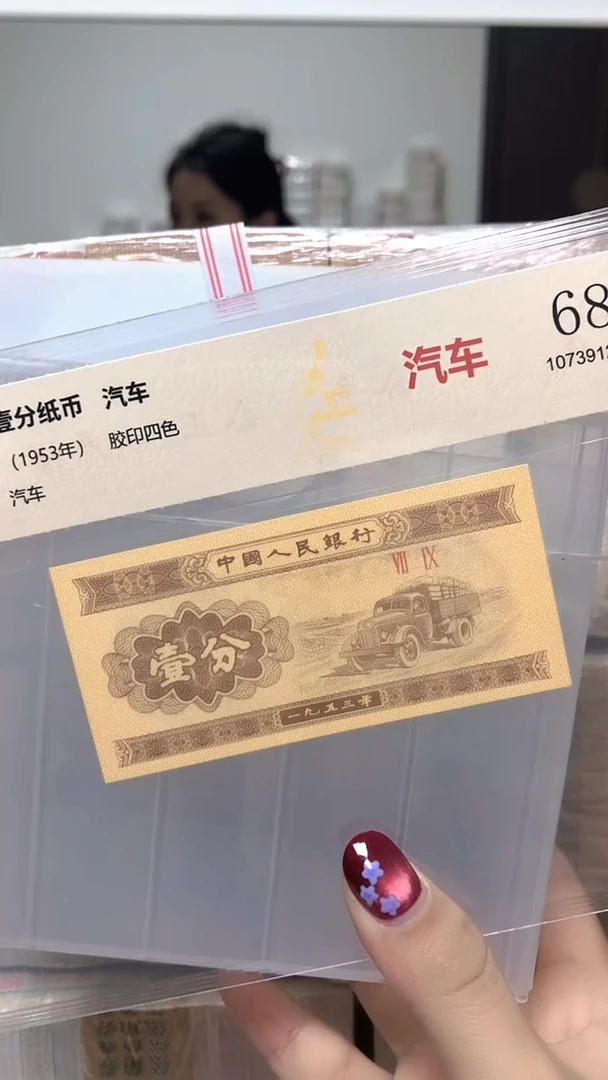 壹分纸币 汽车
(1953年) 胶印四色
汽车
汽车
68
1073912
中國人民銀行
VII IX
壹分
一九五三年